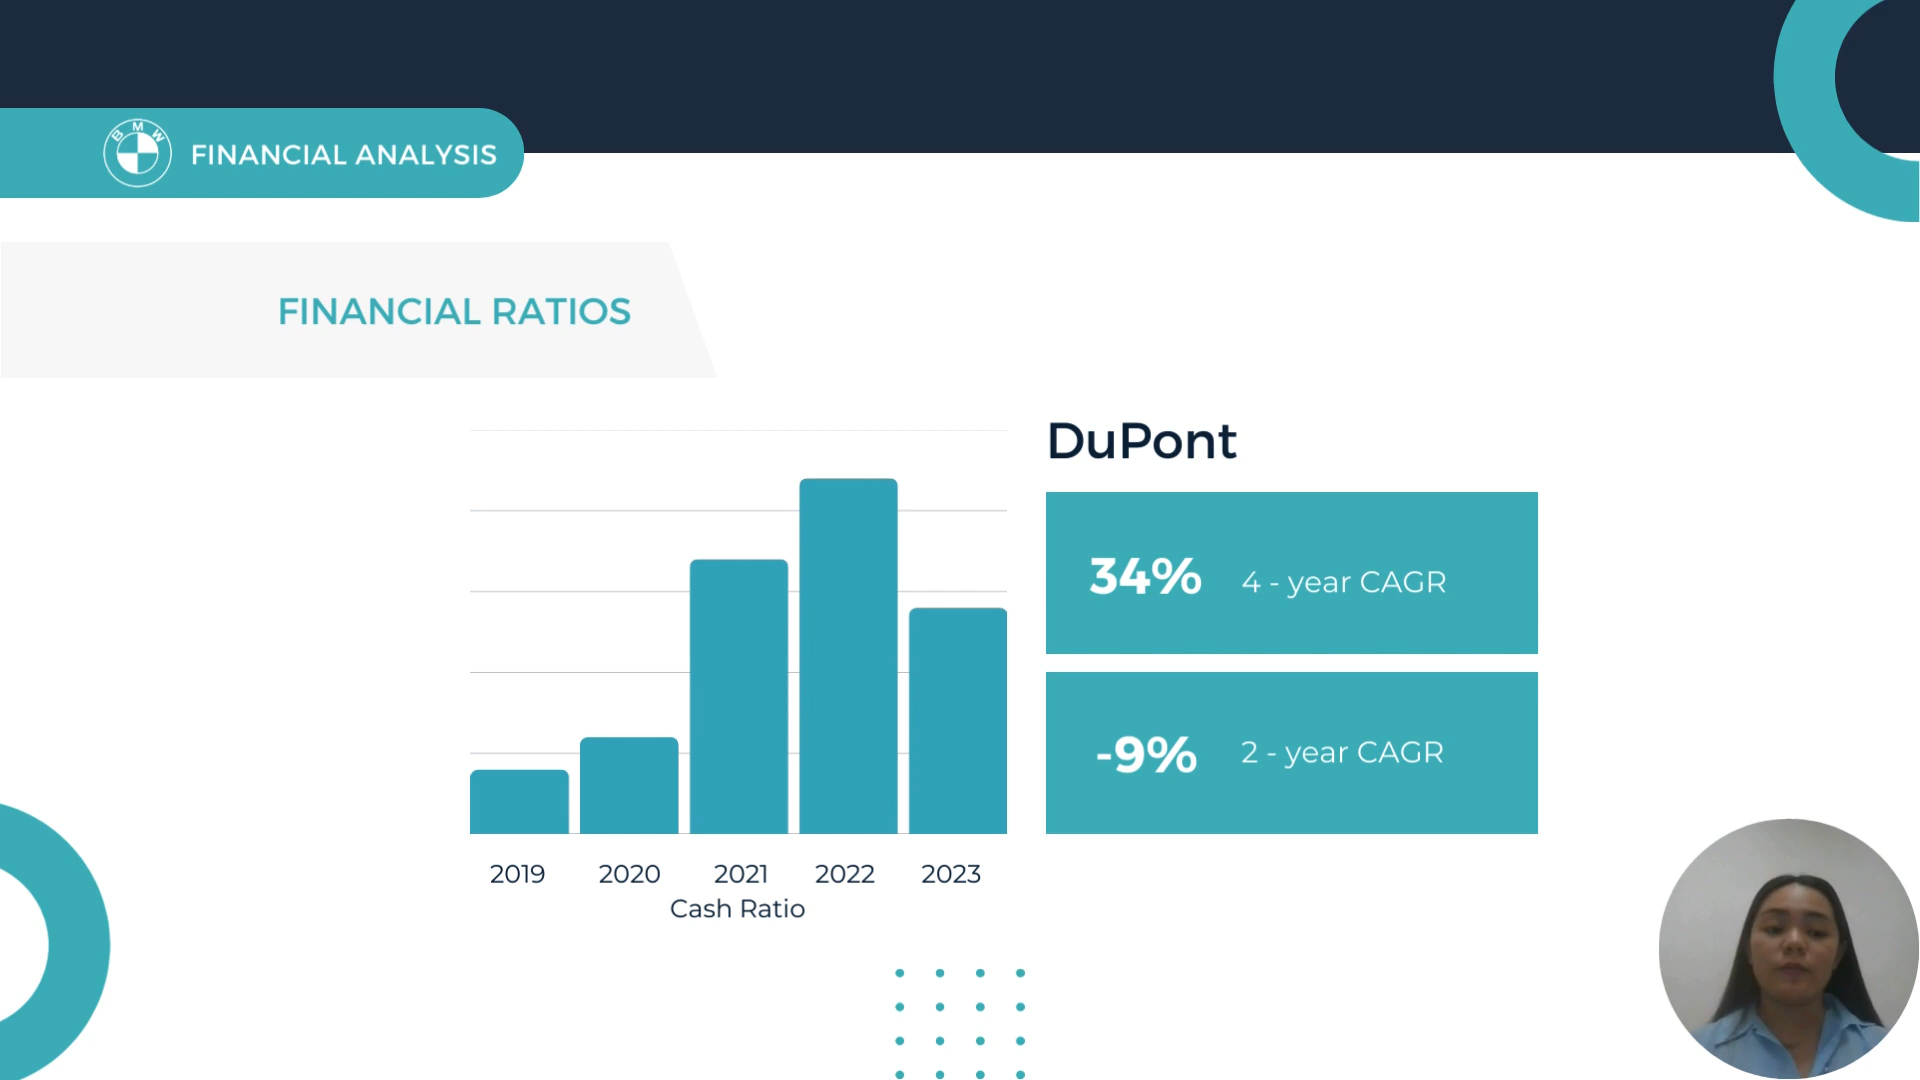 BMW
FINANCIAL ANALYSIS
FINANCIAL RATIOS
DuPont
34% 4 - year CAGR
-9% 2 - year CAGR
2019 2020 2021 2022 2023
Cash Ratio